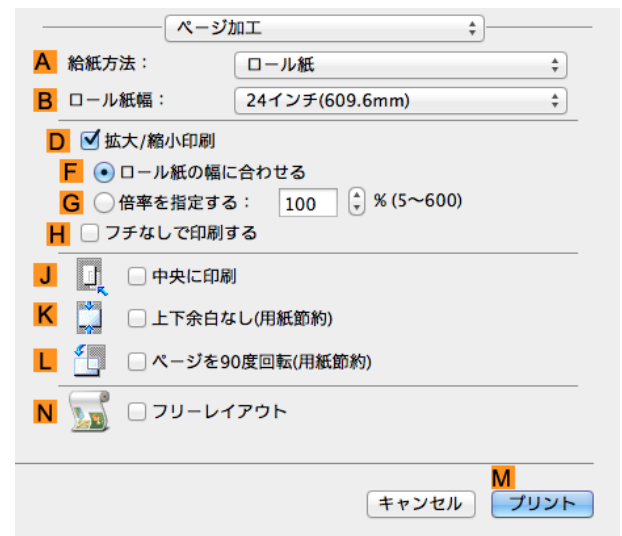 ページ加工
A 給紙方法： ロール紙
B ロール紙幅： 24インチ(609.6mm)
D 拡大/縮小印刷
F ロール紙の幅に合わせる
G 倍率を指定する： 100 % (5〜600)
H フチなしで印刷する
J 中央に印刷
K 上下余白なし(用紙節約)
L ページを90度回転(用紙節約)
N フリーレイアウト
M
キャンセル プリント